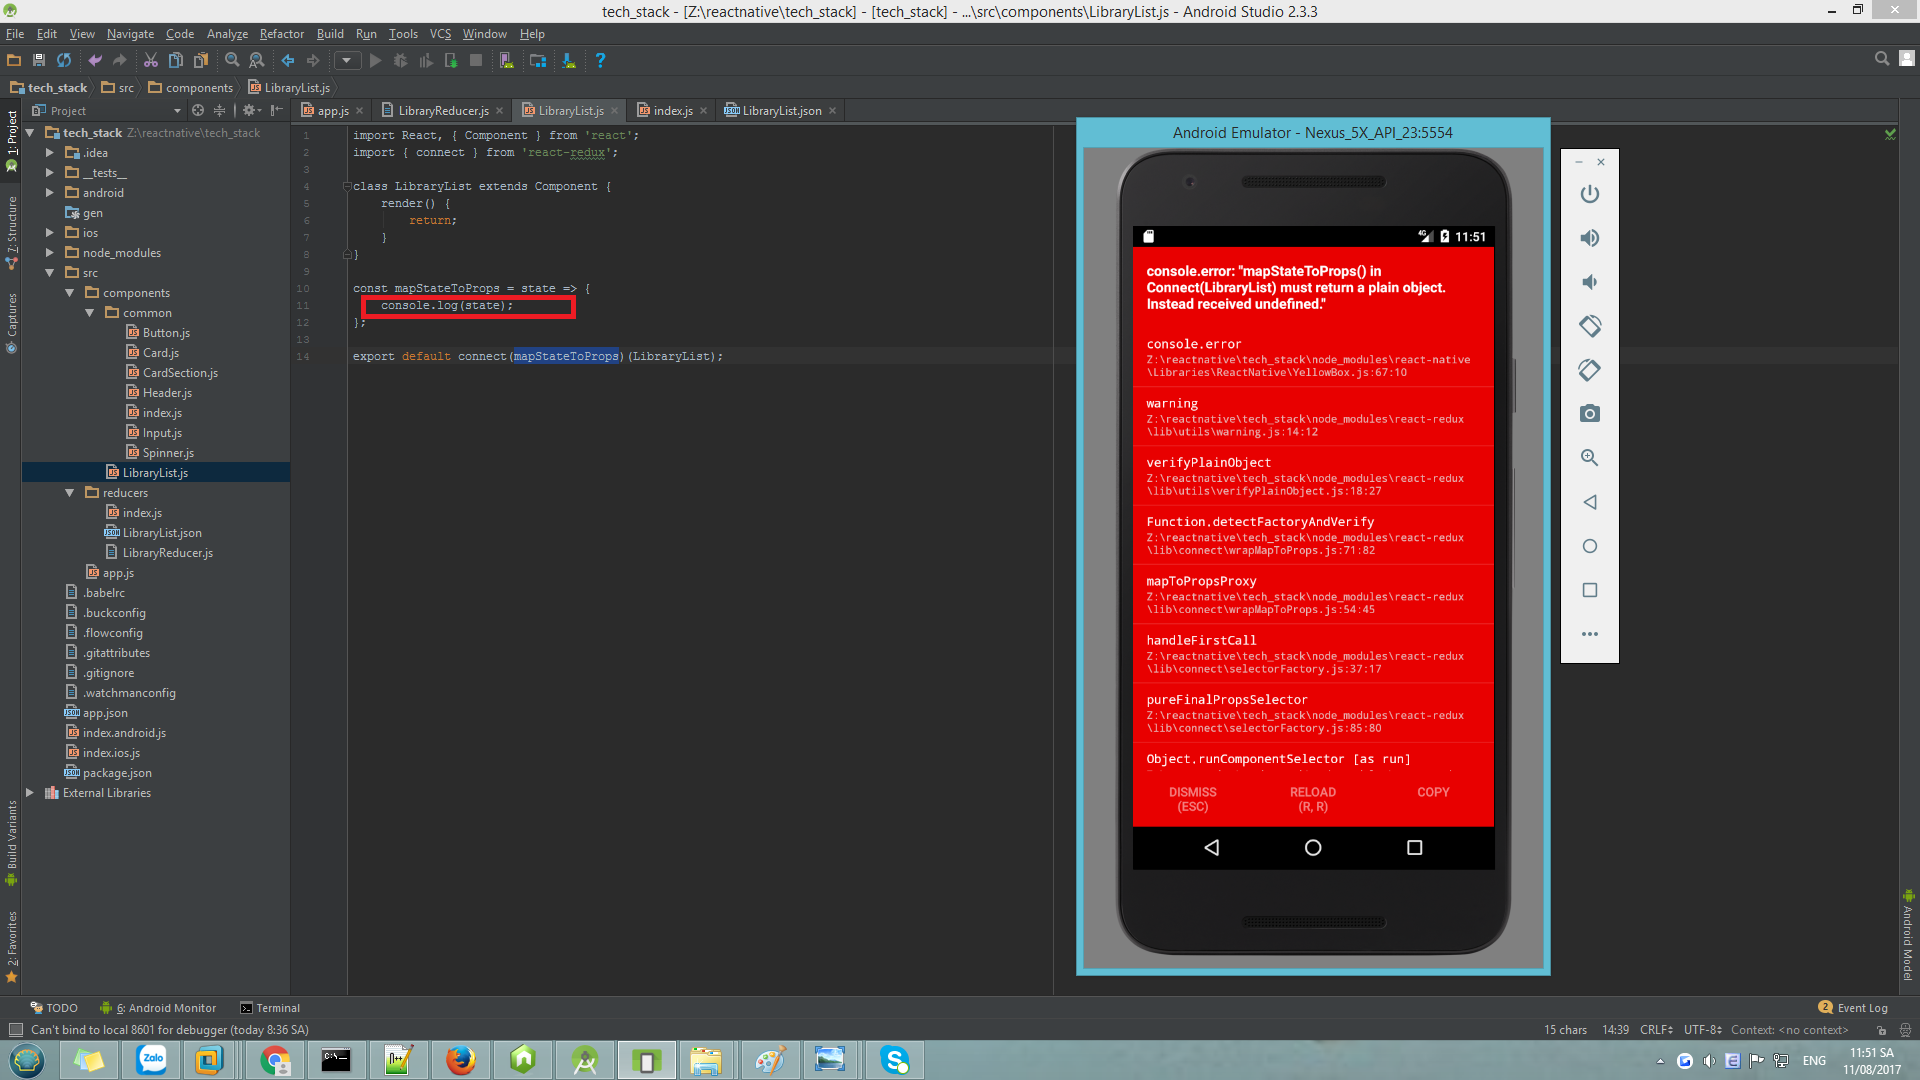 tech_stack - [Z:\reactnative\tech_stack] - [tech_stack] - ...\src\components\LibraryList.js - Android Studio 2.3.3
File Edit View Navigate Code Analyze Refactor Build Run Tools VCS Window Help
tech_stack src components LibraryList.js
Project
app.js LibraryReducer.js LibraryList.js index.js LibraryList.json
1: Project
Z: Structure
Captures
Build Variants
2: Favorites
tech_stack Z:\reactnative\tech_stack
.idea
__tests__
android
gen
ios
node_modules
src
components
common
Button.js
Card.js
CardSection.js
Header.js
index.js
Input.js
Spinner.js
LibraryList.js
reducers
index.js
LibraryList.json
LibraryReducer.js
app.js
.babelrc
.buckconfig
.flowconfig
.gitattributes
.gitignore
.watchmanconfig
app.json
index.android.js
index.ios.js
package.json
External Libraries
1 import React, { Component } from 'react';
2 import { connect } from 'react-redux';
3
4 class LibraryList extends Component {
5 render() {
6 return;
7 }
8 }
9
10 const mapStateToProps = state => {
11 console.log(state);
12 };
13
14 export default connect(mapStateToProps)(LibraryList);
Android Emulator - Nexus_5X_API_23:5554
4G 11:51
console.error: "mapStateToProps() in
Connect(LibraryList) must return a plain object.
Instead received undefined."
console.error
Z:\reactnative\tech_stack\node_modules\react-native
\Libraries\ReactNative\YellowBox.js:67:10
warning
Z:\reactnative\tech_stack\node_modules\react-redux
\lib\utils\warning.js:14:12
verifyPlainObject
Z:\reactnative\tech_stack\node_modules\react-redux
\lib\utils\verifyPlainObject.js:18:27
Function.detectFactoryAndVerify
Z:\reactnative\tech_stack\node_modules\react-redux
\lib\connect\wrapMapToProps.js:71:82
mapToPropsProxy
Z:\reactnative\tech_stack\node_modules\react-redux
\lib\connect\wrapMapToProps.js:54:45
handleFirstCall
Z:\reactnative\tech_stack\node_modules\react-redux
\lib\connect\selectorFactory.js:37:17
pureFinalPropsSelector
Z:\reactnative\tech_stack\node_modules\react-redux
\lib\connect\selectorFactory.js:85:80
Object.runComponentSelector [as run]
DISMISS
(ESC)
RELOAD
(R, R)
COPY
Android Model
TODO 6: Android Monitor Terminal 2 Event Log
Can't bind to local 8601 for debugger (today 8:36 SA) 15 chars 14:39 CRLF UTF-8 Context: <no context>
Zalo
ENG 11:51 SA
11/08/2017